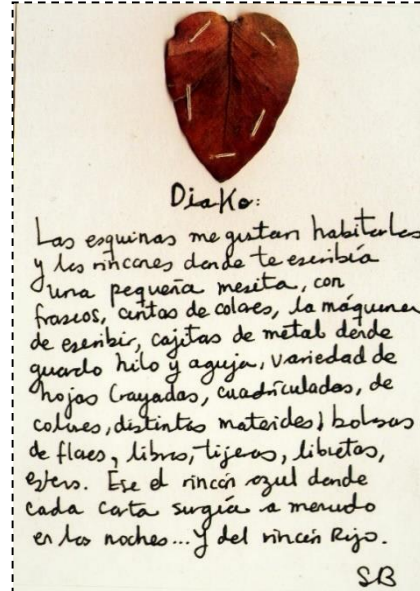 Diako:
Las esquinas me gustan habitarlas
y los rincones donde te escribía
una pequeña mesita, con
frascos, cintas de colores, la máquina
de escribir, cajitas de metal donde
guardo hilo y aguja, variedad de
hojas (rayadas, cuadriculadas, de
colores, distintos materiales) bolsas
de flores, libros, tijeras, libretas,
esfero. Ese el rincón azul donde
cada carta surgía a menudo
en las noches... Y del rincón Rojo.
SB